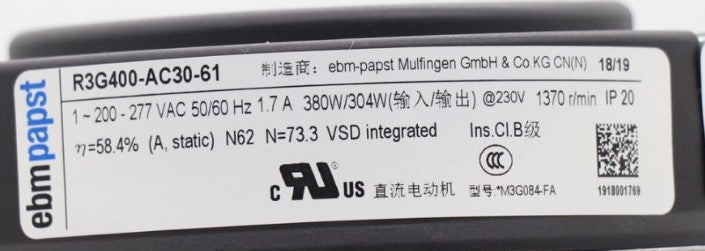 ebmpapst
R3G400-AC30-61 制造商：ebm-papst Mulfingen GmbH & Co KG CN(N) 18/19
1 ~ 200 - 277 VAC 50/60 Hz 1.7 A 380W/304W(输入/输出) @230V 1370 r/min IP 20
η=58.4% (A, static) N62 N=73.3 VSD integrated Ins.Cl.B级
CCC
c RU US 直流电动机 型号:*M3G084-FA 1918001769